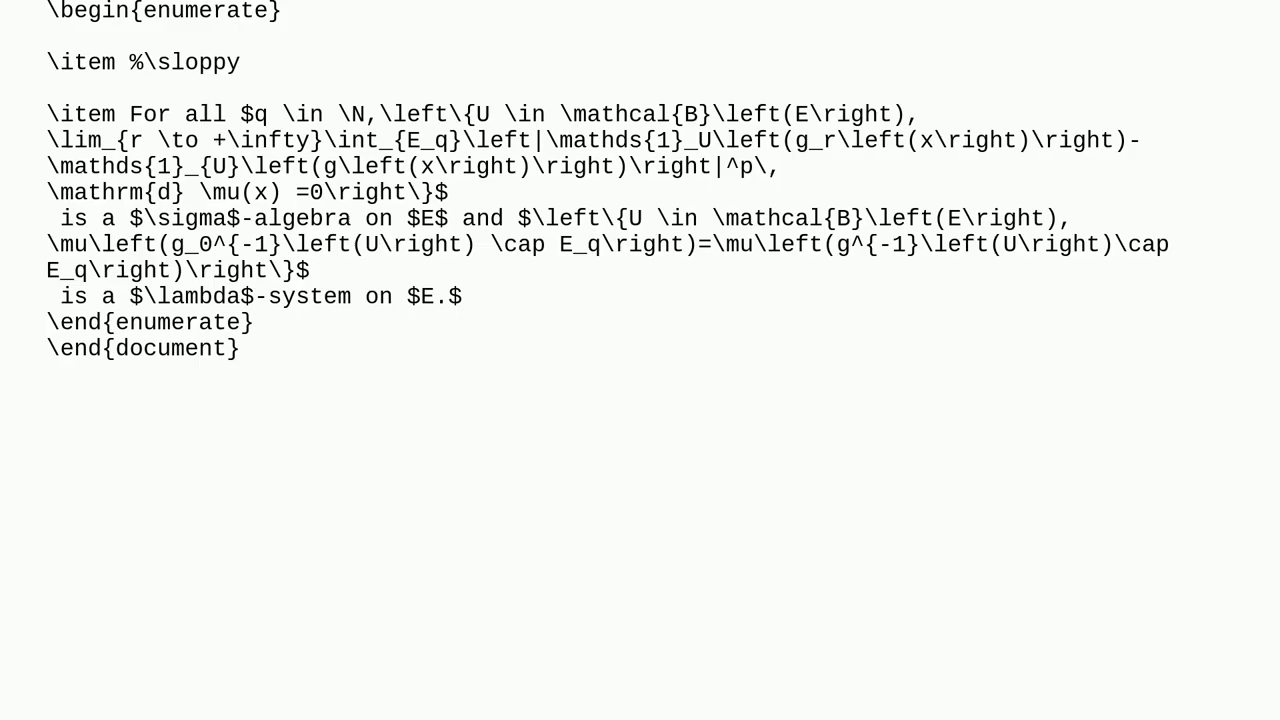 \begin{enumerate}
\item %\sloppy
\item For all $q \in \N,\left\{U \in \mathcal{B}\left(E\right),
\lim_{r \to +\infty}\int_{E_q}\left|\mathds{1}_U\left(g_r\left(x\right)\right)-
\mathds{1}_{U}\left(g\left(x\right)\right)\right|^p\,
\mathrm{d} \mu(x) =0\right\}$
 is a $\sigma$-algebra on $E$ and $\left\{U \in \mathcal{B}\left(E\right),
\mu\left(g_0^{-1}\left(U\right) \cap E_q\right)=\mu\left(g^{-1}\left(U\right)\cap
E_q\right)\right\}$
 is a $\lambda$-system on $E.$
\end{enumerate}
\end{document}